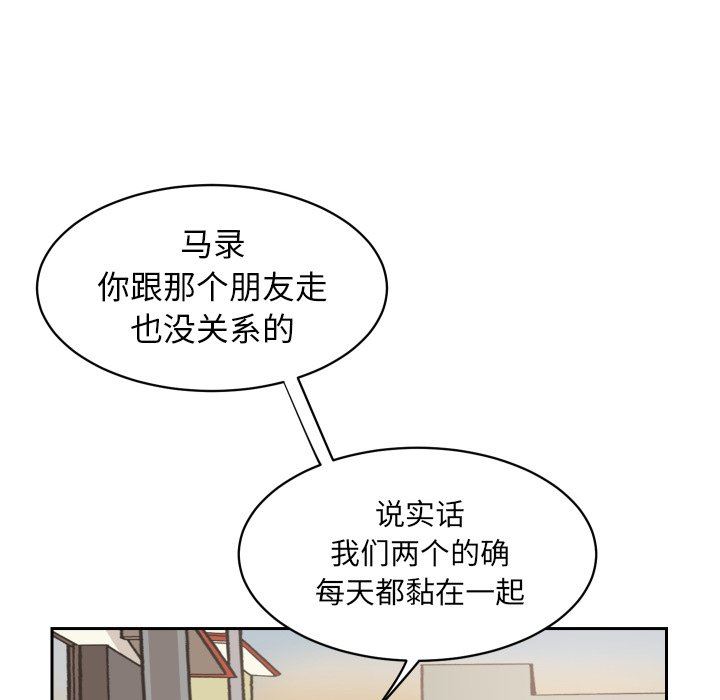 马录
你跟那个朋友走
也没关系的
说实话
我们两个的确
每天都黏在一起